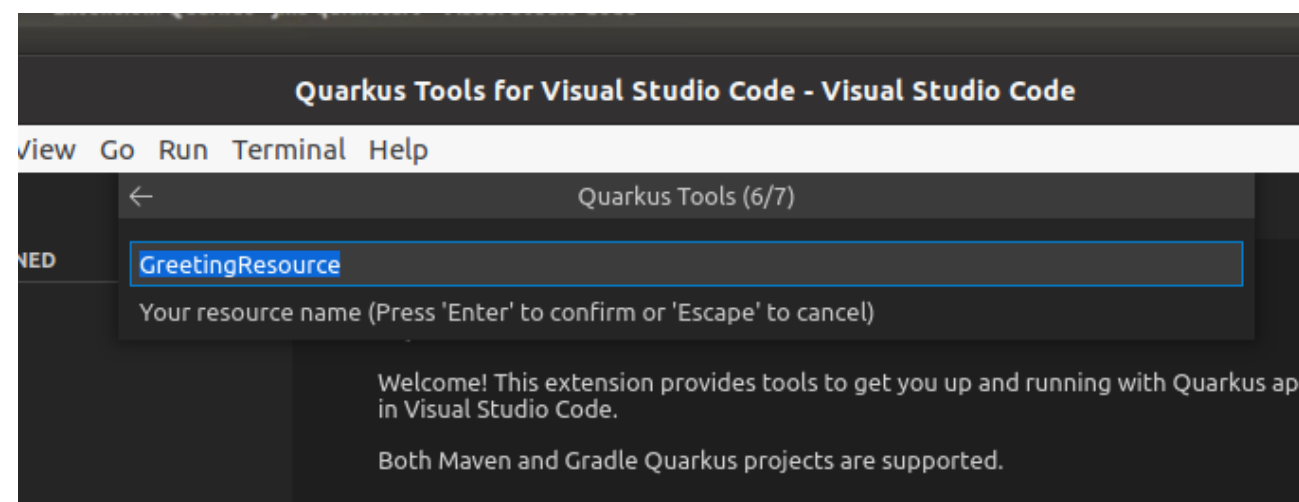 Quarkus Tools for Visual Studio Code - Visual Studio Code
View Go Run Terminal Help
← Quarkus Tools (6/7)
NED
GreetingResource
Your resource name (Press 'Enter' to confirm or 'Escape' to cancel)
Welcome! This extension provides tools to get you up and running with Quarkus ap
in Visual Studio Code.
Both Maven and Gradle Quarkus projects are supported.